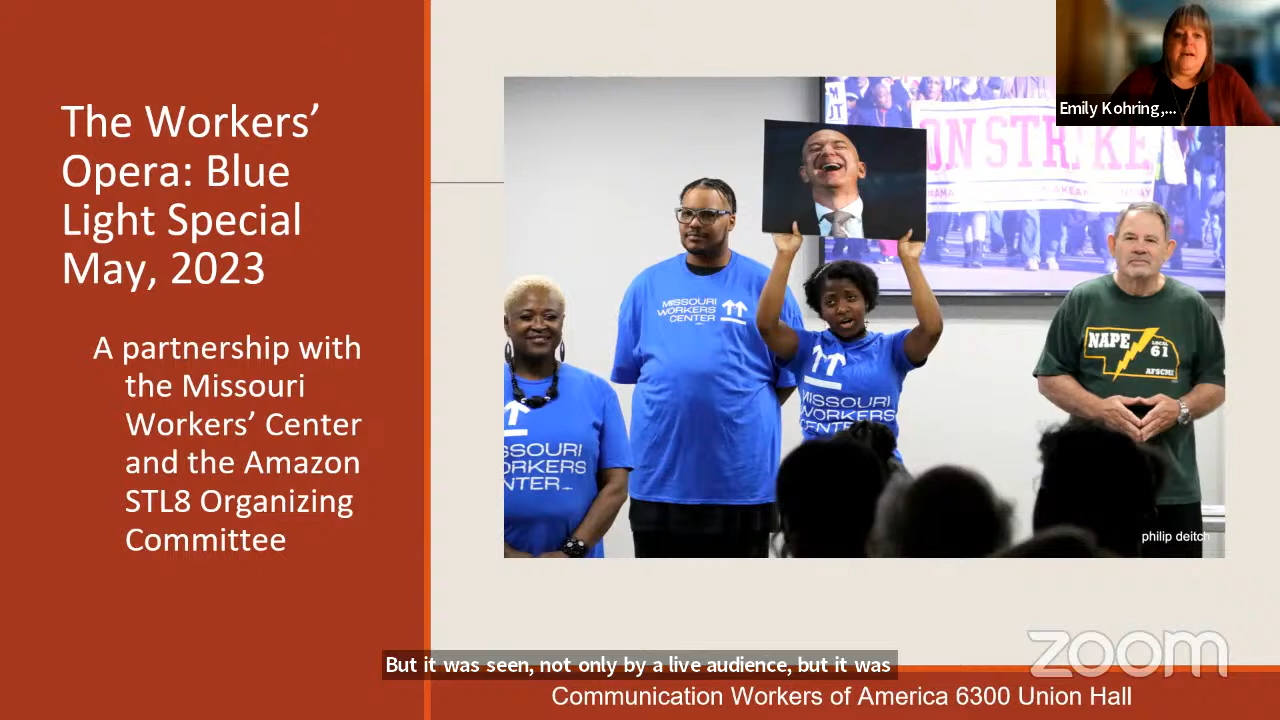 The Workers’
Opera: Blue
Light Special
May, 2023
A partnership with
the Missouri
Workers’ Center
and the Amazon
STL8 Organizing
Committee
Emily Kohring,...
ON STRIKE
MISSOURI
WORKERS
CENTER
NAPE
LOCAL
61
AFSCME
MISSOURI
WORKERS
CENTER
SSOURI
ORKERS
NTER
philip deitch
zoom
But it was seen, not only by a live audience, but it was
Communication Workers of America 6300 Union Hall